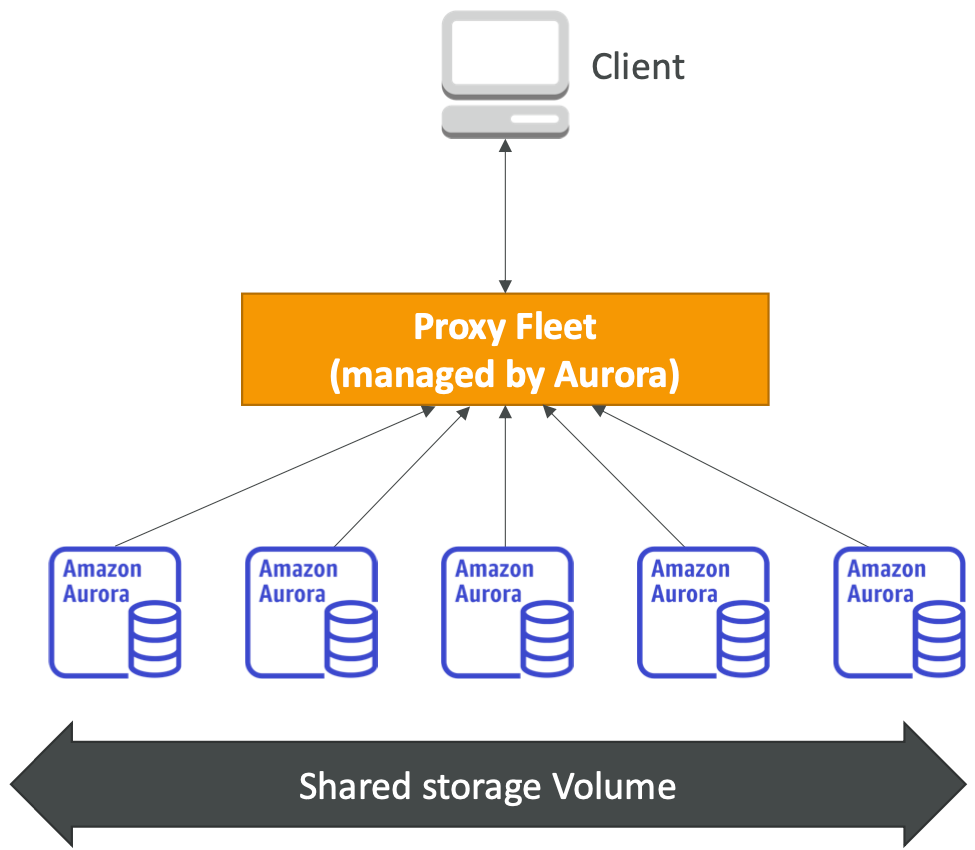 Client
Proxy Fleet
(managed by Aurora)
Amazon
Aurora
Amazon
Aurora
Amazon
Aurora
Amazon
Aurora
Amazon
Aurora
Shared storage Volume